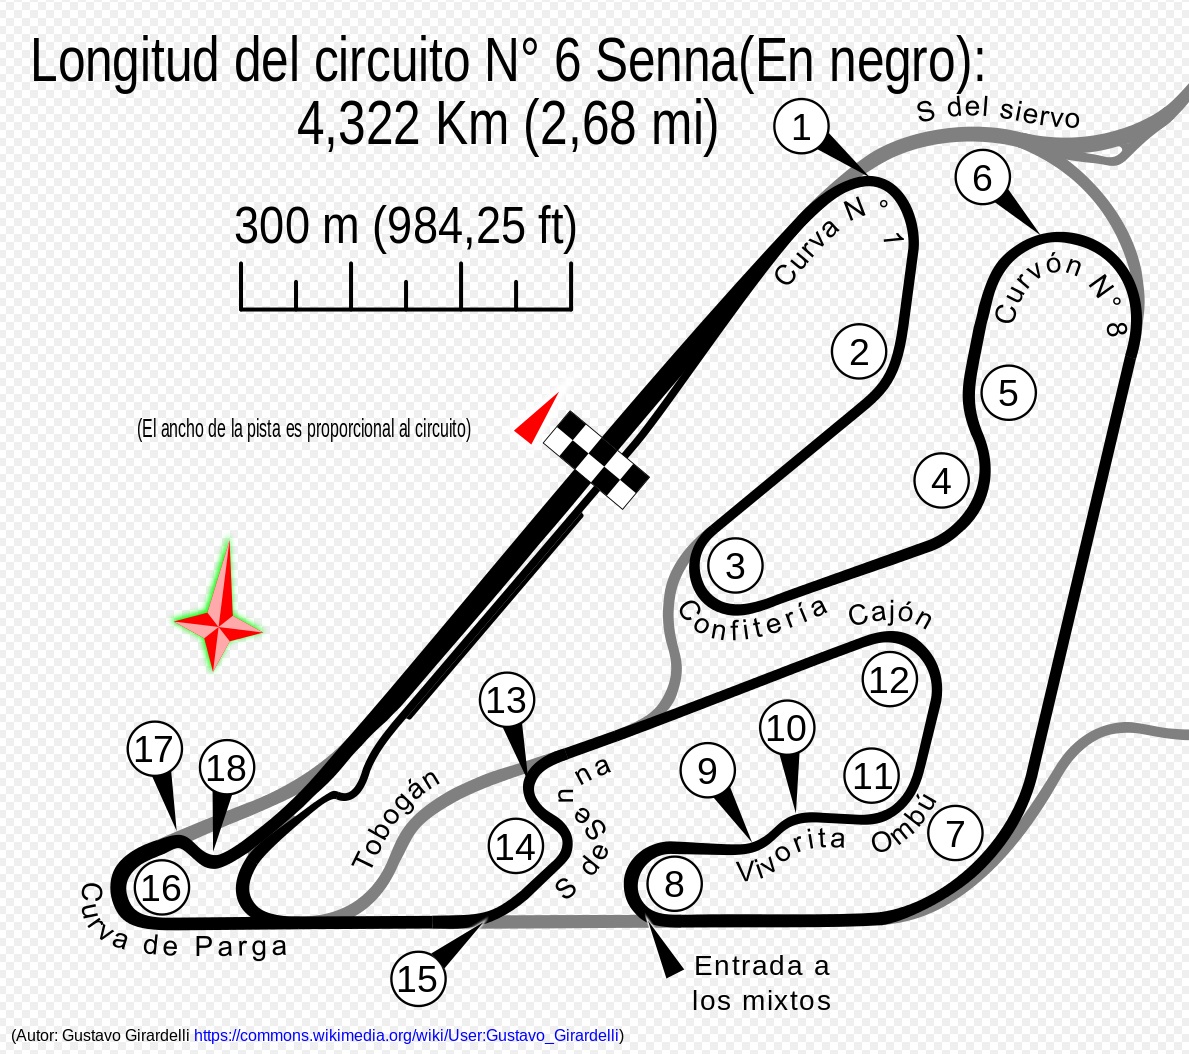 Longitud del circuito N° 6 Senna(En negro):
4,322 Km (2,68 mi)
S del siervo
1
6
300 m (984,25 ft)
Curva N° 1
Curvón N° 8
2
5
(El ancho de la pista es proporcional al circuito)
4
3
Confitería
Cajón
12
13
10
17
18
9
11
S de Senna
Tobogán
Ombú
7
14
Vivorita
16
8
Curva de Parga
15
Entrada a
los mixtos
(Autor: Gustavo Girardelli https://commons.wikimedia.org/wiki/User:Gustavo_Girardelli)